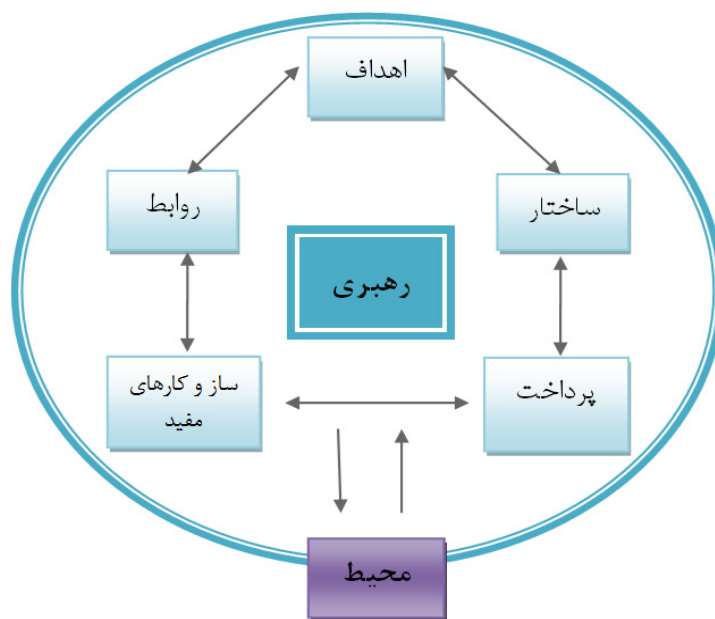 اهداف
روابط
ساختار
رهبری
ساز و کارهای
مفید
پرداخت
محیط